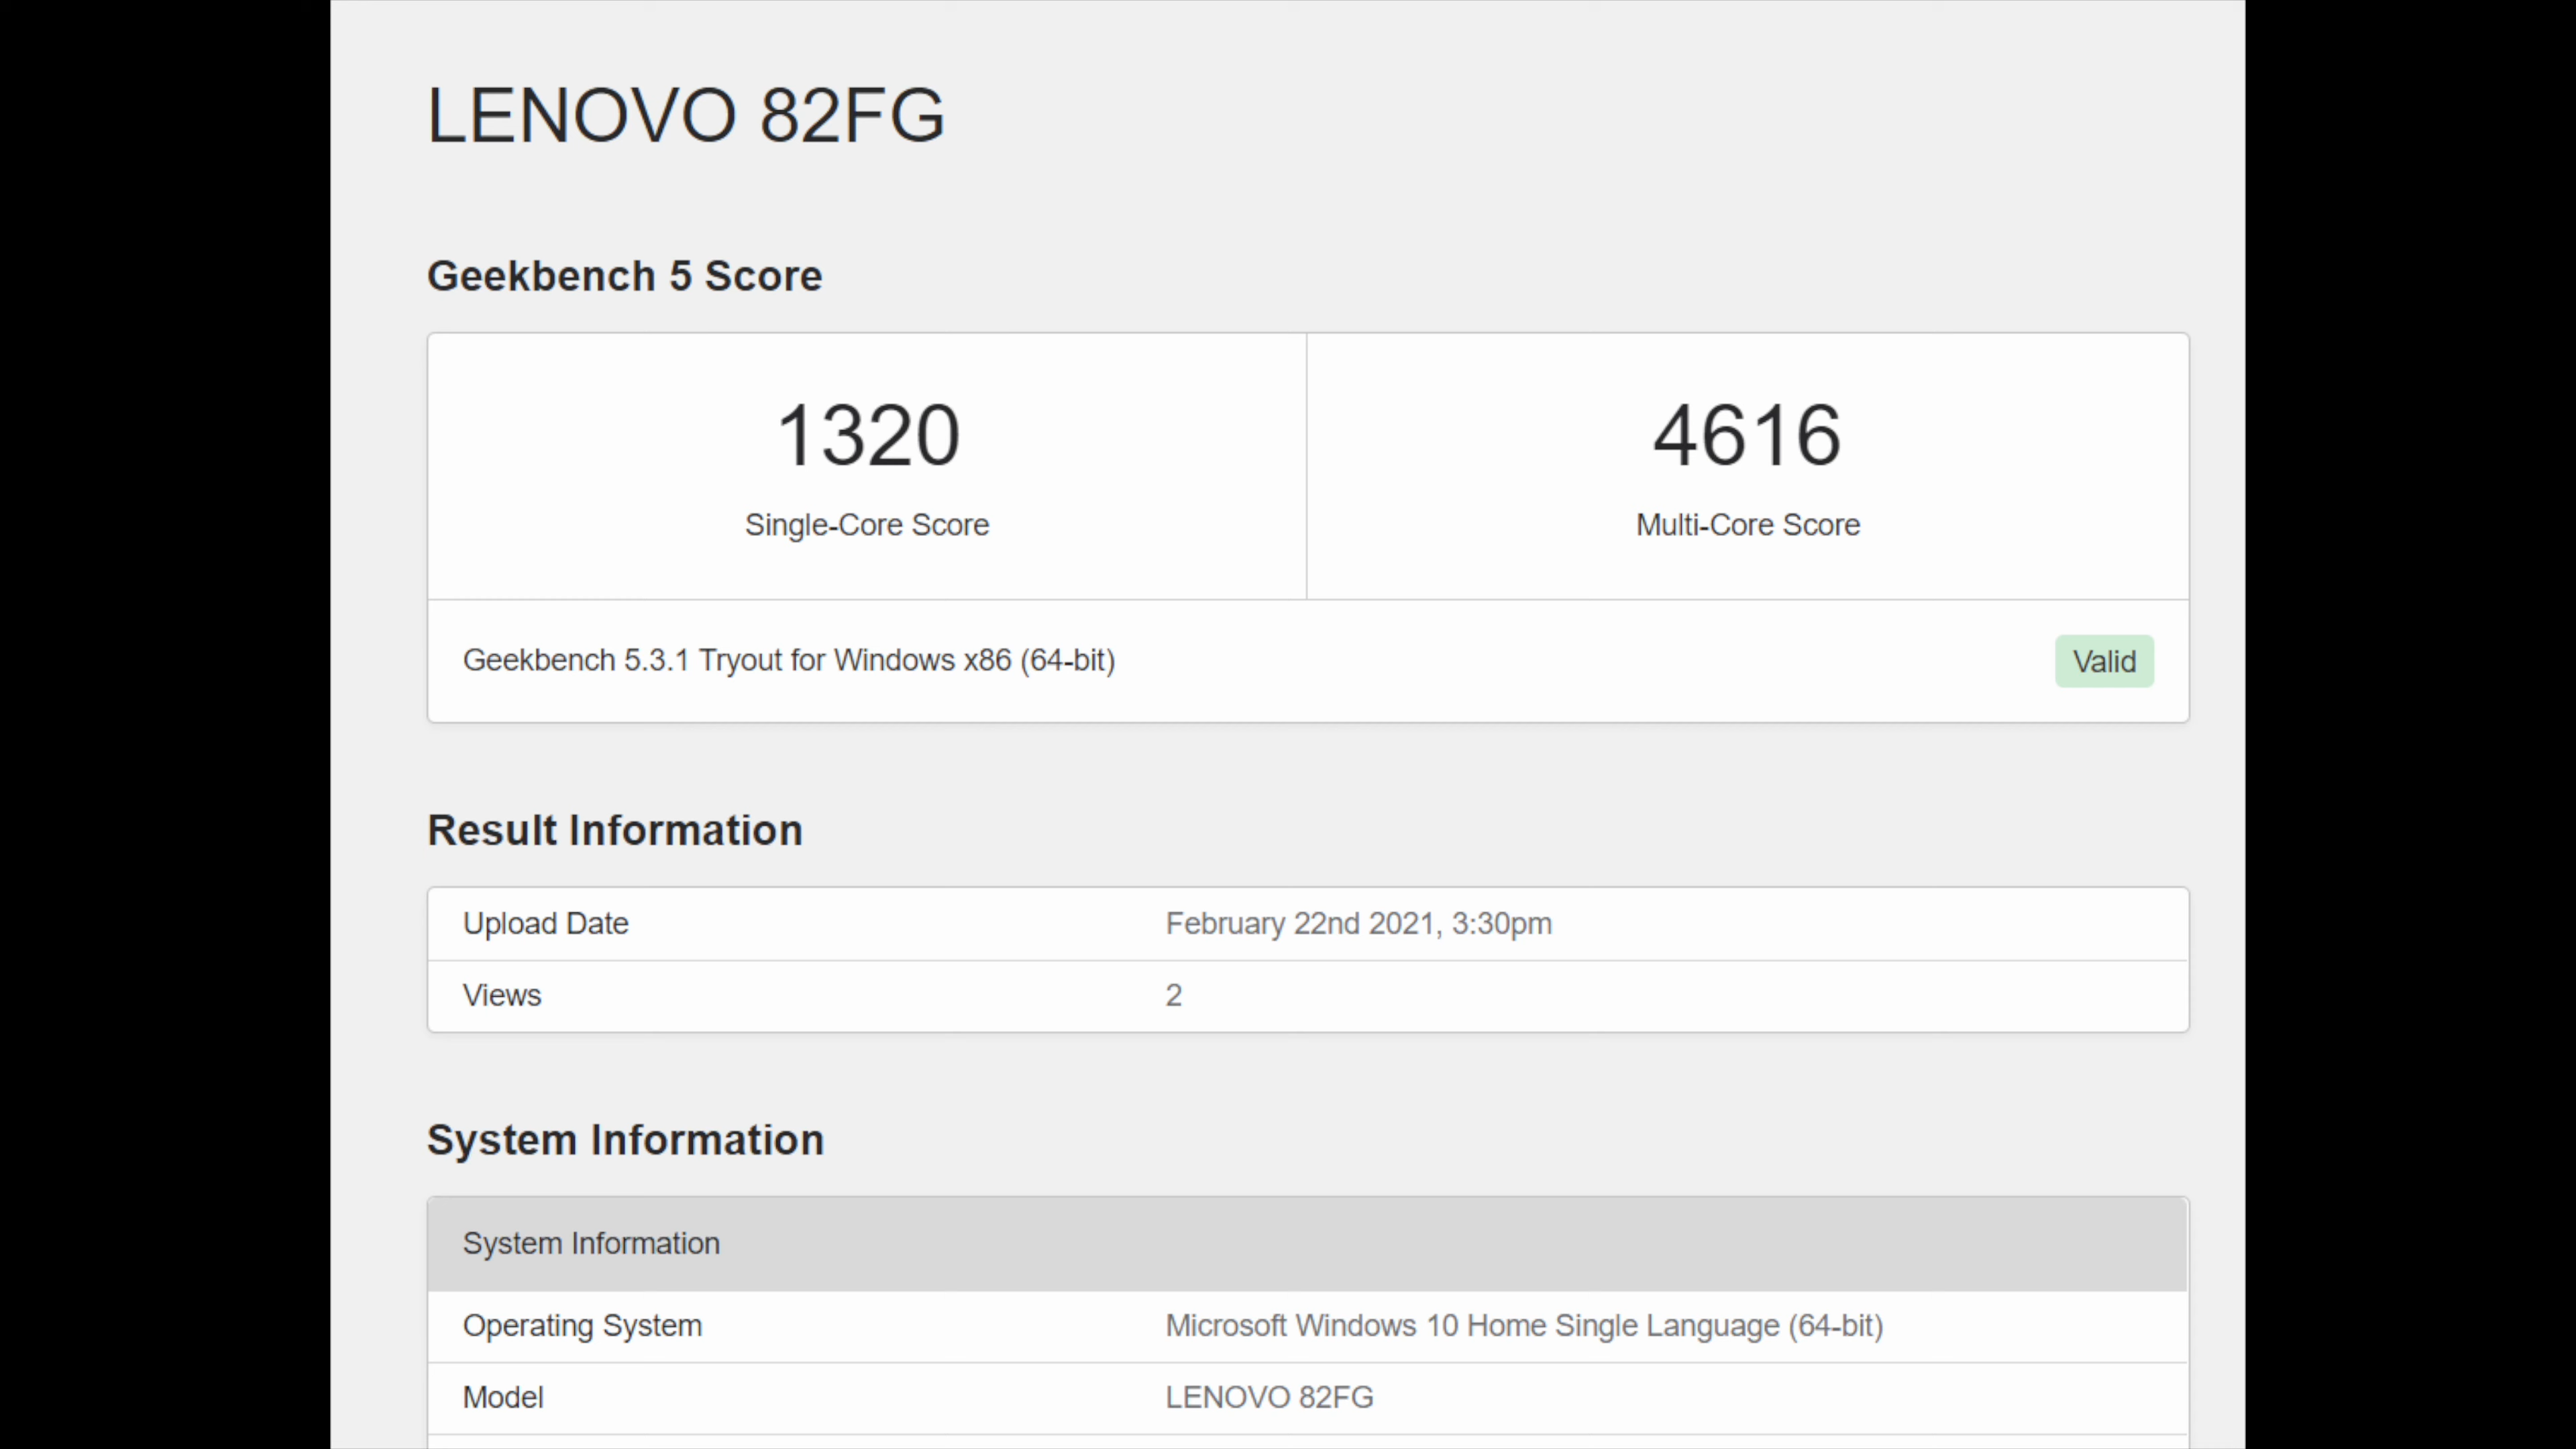 LENOVO 82FG
Geekbench 5 Score
1320
Single-Core Score
4616
Multi-Core Score
Geekbench 5.3.1 Tryout for Windows x86 (64-bit)
Valid
Result Information
Upload Date
February 22nd 2021, 3:30pm
Views
2
System Information
System Information
Operating System
Microsoft Windows 10 Home Single Language (64-bit)
Model
LENOVO 82FG